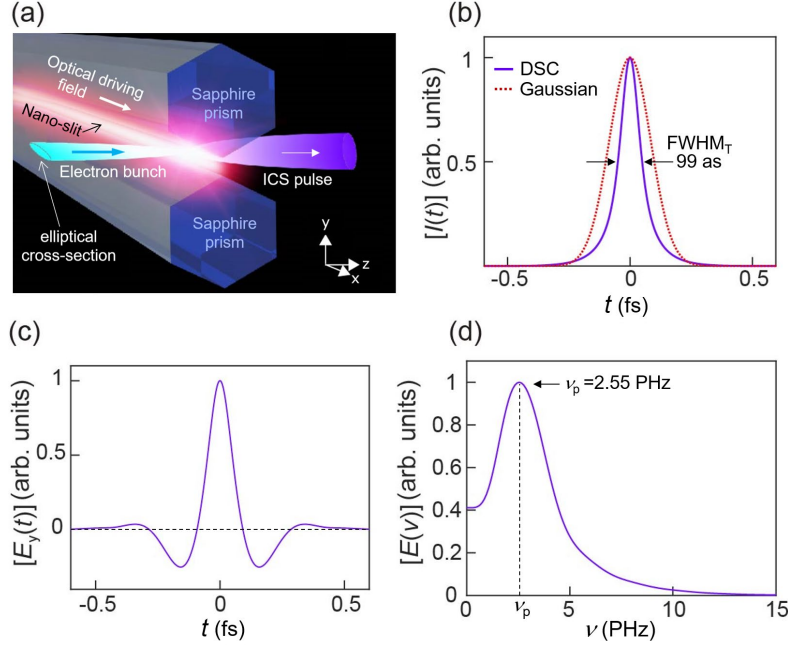 (a)
Optical driving
field
Nano-slit
Sapphire
prism
Electron bunch
ICS pulse
elliptical
cross-section
Sapphire
prism
y
z
x
(b)
[I(t)] (arb. units)
1
0.5
DSC
Gaussian
FWHM_T
99 as
-0.5
0
0.5
t (fs)
(c)
[E_y(t)] (arb. units)
1
0.5
0
-0.5
0
0.5
t (fs)
(d)
[E(ν)] (arb. units)
1
0.8
0.6
0.4
0.2
0
ν_p=2.55 PHz
0
ν_p
5
10
15
ν (PHz)